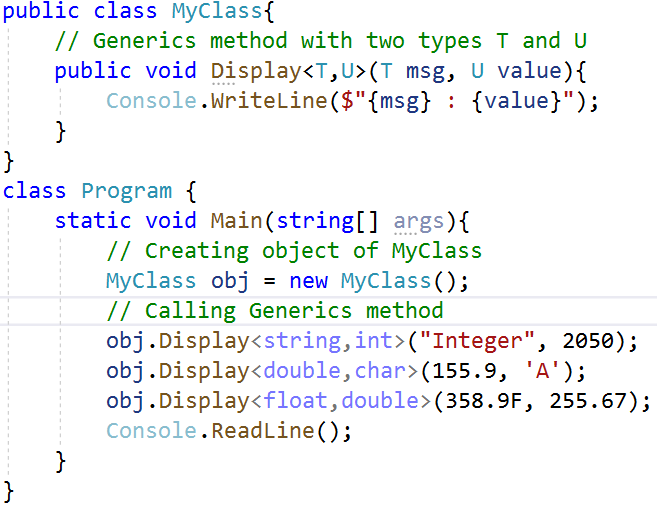 public class MyClass{
// Generics method with two types T and U
public void Display<T,U>(T msg, U value){
Console.WriteLine($"{msg} : {value}");
}
}
class Program {
static void Main(string[] args){
// Creating object of MyClass
MyClass obj = new MyClass();
// Calling Generics method
obj.Display<string,int>("Integer", 2050);
obj.Display<double,char>(155.9, 'A');
obj.Display<float,double>(358.9F, 255.67);
Console.ReadLine();
}
}